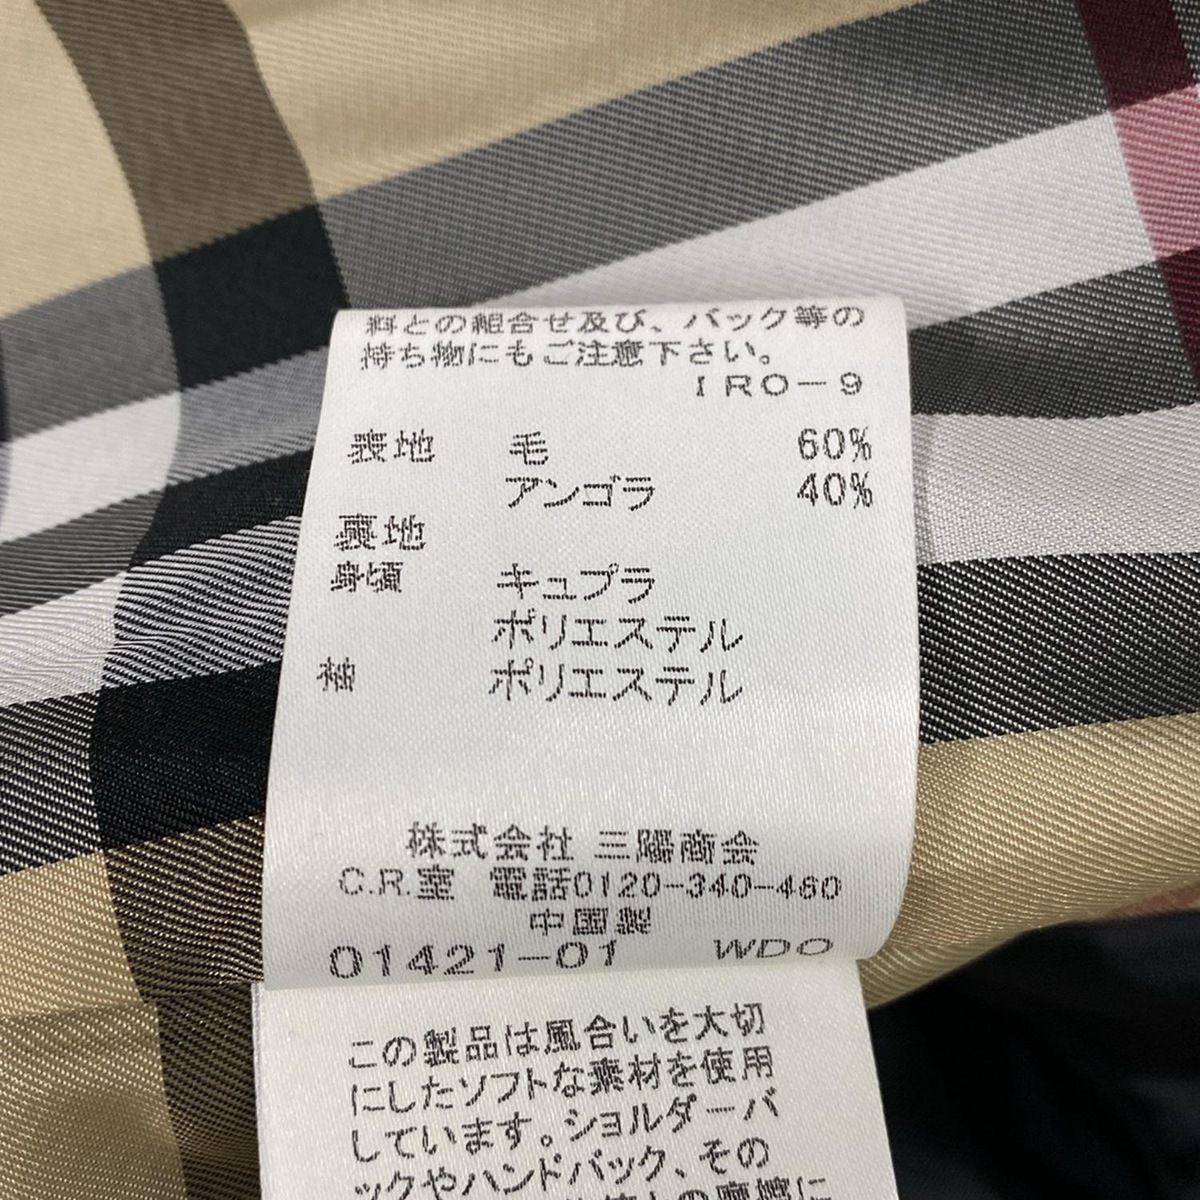 料との組合せ及び、バック等の
持ち物にもご注意下さい。
IRO-9
表地 毛 60%
アンゴラ 40%
裏地
身頃 キュプラ
ポリエステル
袖 ポリエステル
株式会社 三陽商会
C.R.室 電話0120-340-460
中国製
01421-01 WDO
この製品は風合いを大切
にしたソフトな素材を使用
しています。ショルダーバ
ックやハンドバック、その